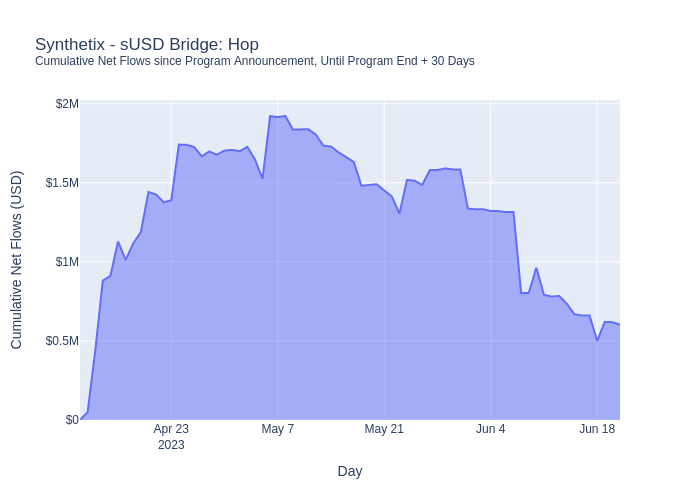 Synthetix - sUSD Bridge: Hop
Cumulative Net Flows since Program Announcement, Until Program End + 30 Days
Cumulative Net Flows (USD)
$2M
$1.5M
$1M
$0.5M
$0
Apr 23
2023
May 7
May 21
Jun 4
Jun 18
Day